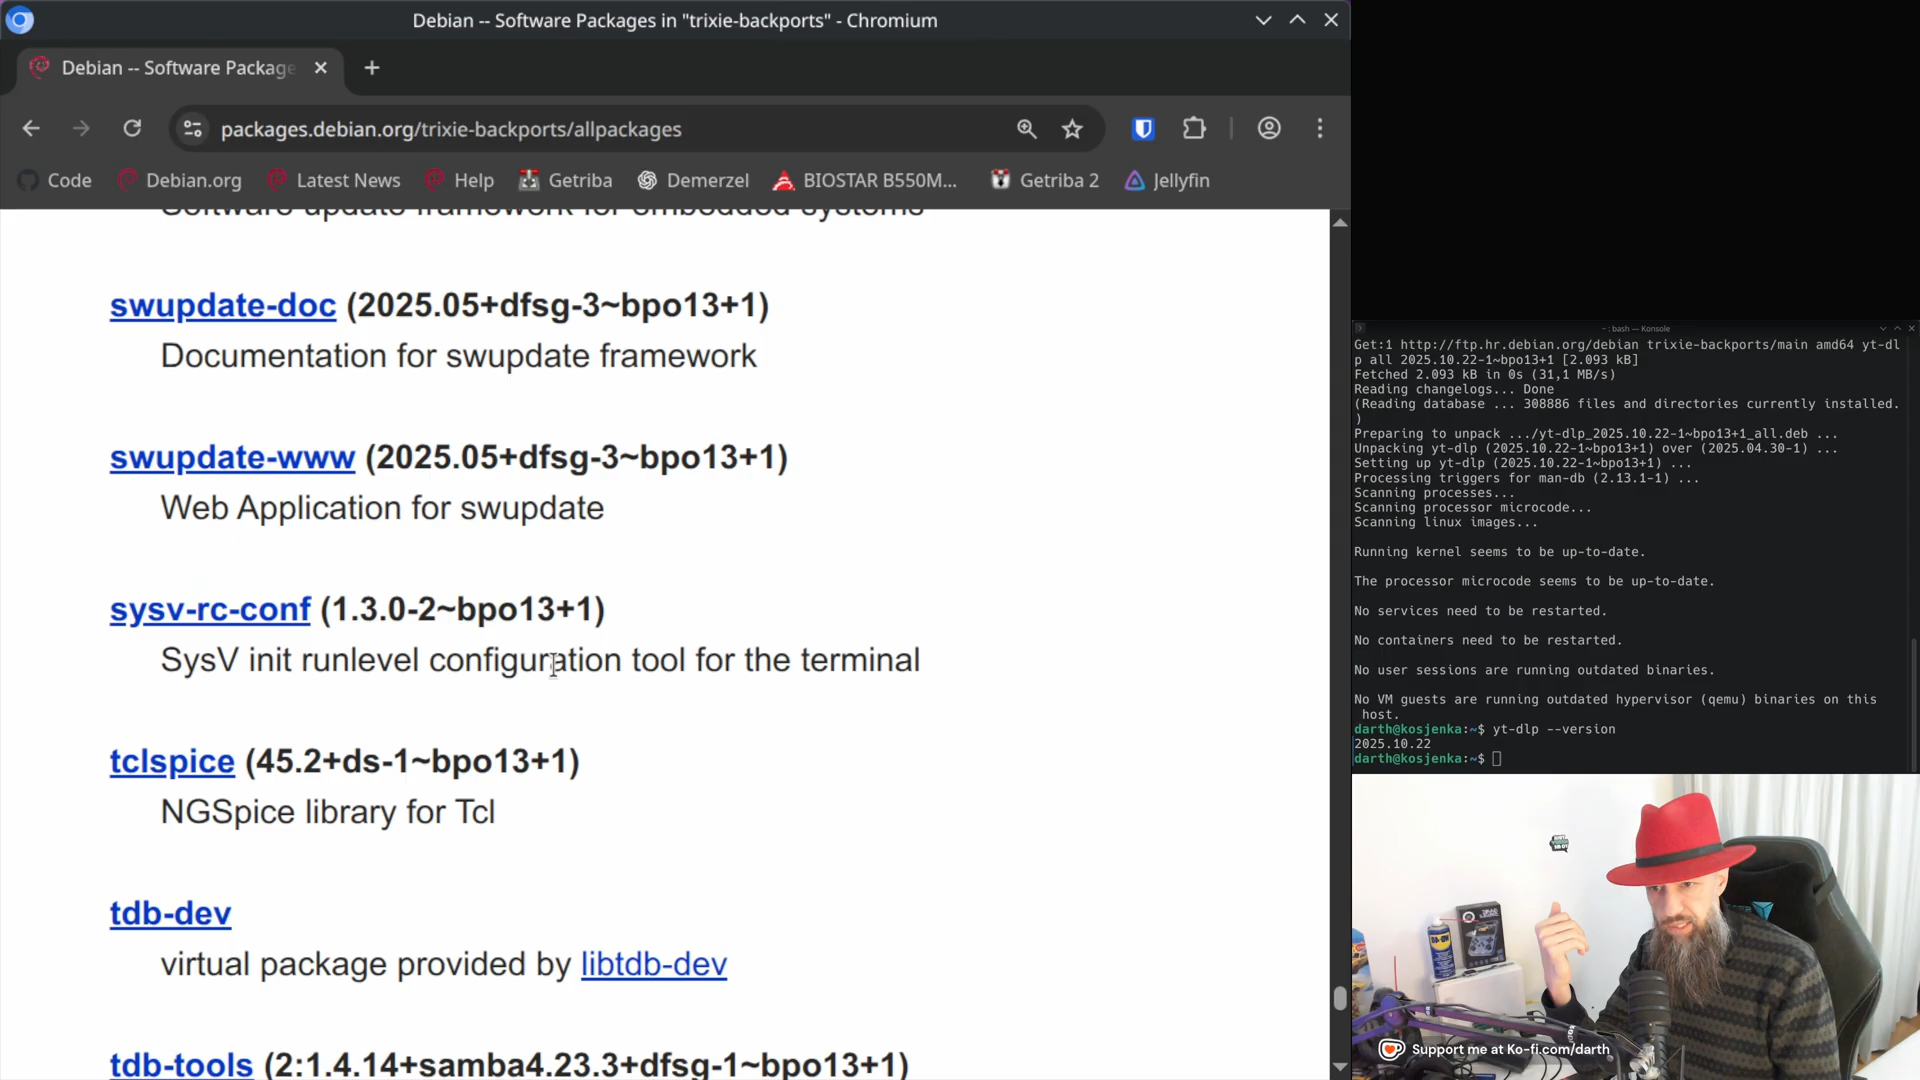 Debian -- Software Packages in "trixie-backports" - Chromium
Debian -- Software Package
packages.debian.org/trixie-backports/allpackages
Code
Debian.org
Latest News
Help
Getriba
Demerzel
BIOSTAR B550M...
Getriba 2
Jellyfin
Software update framework for embedded systems
swupdate-doc (2025.05+dfsg-3~bpo13+1)
Documentation for swupdate framework
swupdate-www (2025.05+dfsg-3~bpo13+1)
Web Application for swupdate
sysv-rc-conf (1.3.0-2~bpo13+1)
SysV init runlevel configuration tool for the terminal
tclspice (45.2+ds-1~bpo13+1)
NGSpice library for Tcl
tdb-dev
virtual package provided by libtdb-dev
tdb-tools (2:1.4.14+samba4.23.3+dfsg-1~bpo13+1)
~ : bash — Konsole
Get:1 http://ftp.hr.debian.org/debian trixie-backports/main amd64 yt-dl
p all 2025.10.22-1~bpo13+1 [2.093 kB]
Fetched 2.093 kB in 0s (31,1 MB/s)
Reading changelogs... Done
(Reading database ... 308886 files and directories currently installed.
)
Preparing to unpack .../yt-dlp_2025.10.22-1~bpo13+1_all.deb ...
Unpacking yt-dlp (2025.10.22-1~bpo13+1) over (2025.04.30-1) ...
Setting up yt-dlp (2025.10.22-1~bpo13+1) ...
Processing triggers for man-db (2.13.1-1) ...
Scanning processes...
Scanning processor microcode...
Scanning linux images...
Running kernel seems to be up-to-date.
The processor microcode seems to be up-to-date.
No services need to be restarted.
No containers need to be restarted.
No user sessions are running outdated binaries.
No VM guests are running outdated hypervisor (qemu) binaries on this
host.
darth@kosjenka:~$ yt-dlp --version
2025.10.22
darth@kosjenka:~$
Support me at Ko-fi.com/darth